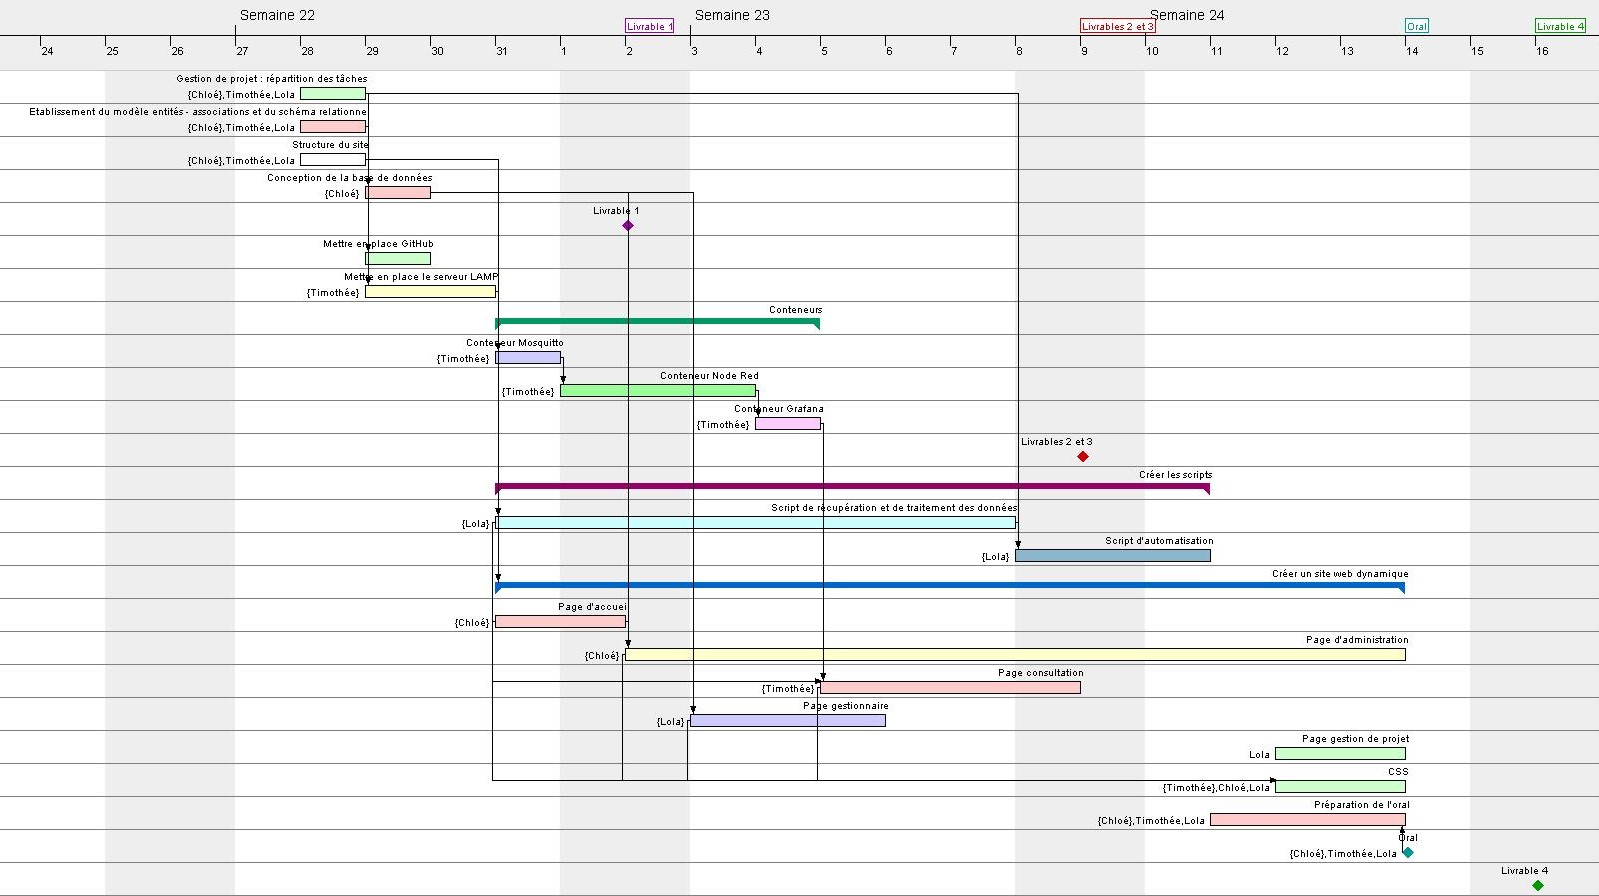 Semaine 22
Semaine 23
Semaine 24
Livrable 1
Livrables 2 et 3
Oral
Livrable 4
24 25 26 27 28 29 30 31 1 2 3 4 5 6 7 8 9 10 11 12 13 14 15 16
Gestion de projet : répartition des tâches
{Chloé},Timothée,Lola
Etablissement du modèle entités - associations et du schéma relationne
{Chloé},Timothée,Lola
Structure du site
{Chloé},Timothée,Lola
Conception de la base de données
{Chloé}
Livrable 1
Mettre en place GitHub
Mettre en place le serveur LAMP
{Timothée}
Conteneurs
Conteneur Mosquitto
{Timothée}
Conteneur Node Red
{Timothée}
Conteneur Grafana
{Timothée}
Livrables 2 et 3
Créer les scripts
Script de récupération et de traitement des données
{Lola}
Script d'automatisation
{Lola}
Créer un site web dynamique
Page d'accuei
{Chloé}
Page d'administration
{Chloé}
Page consultation
{Timothée}
Page gestionnaire
{Lola}
Page gestion de projet
Lola
CSS
{Timothée},Chloé,Lola
Préparation de l'oral
{Chloé},Timothée,Lola
Oral
{Chloé},Timothée,Lola
Livrable 4